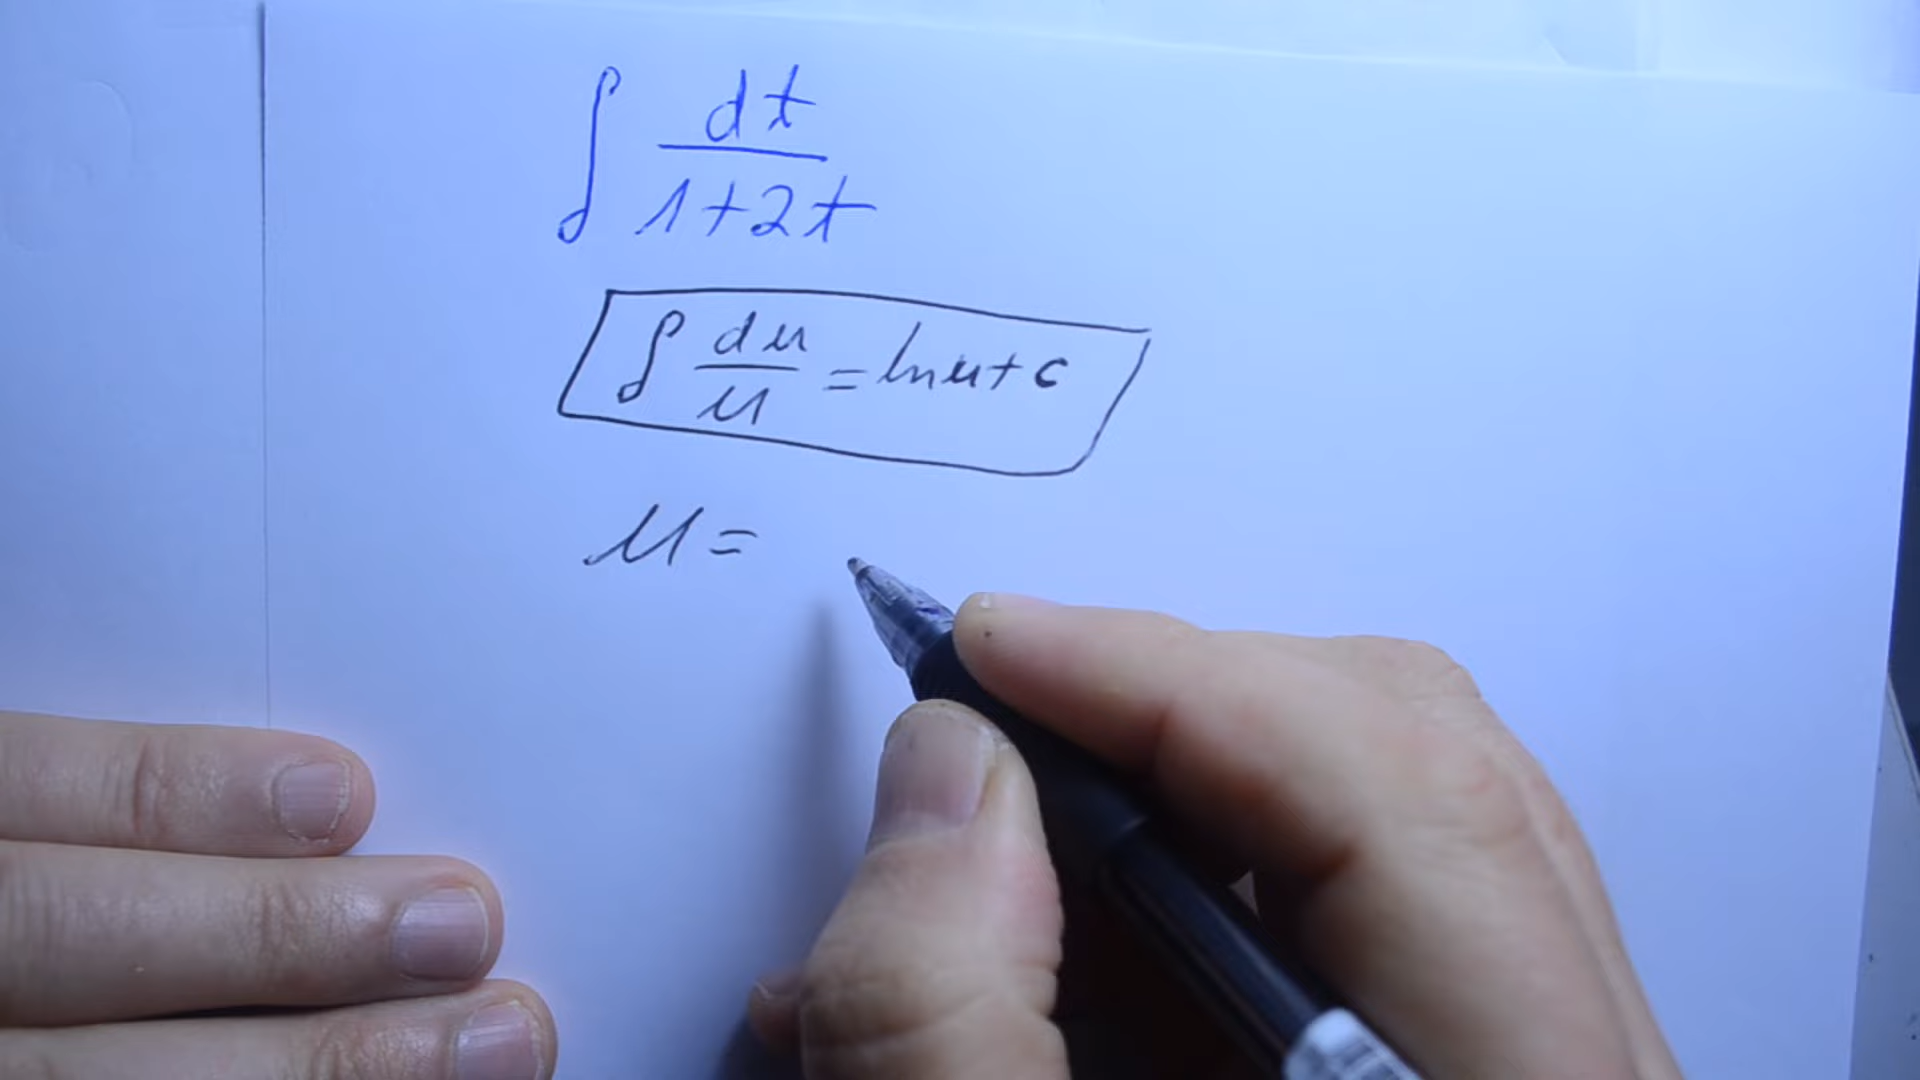 ∫ dt
1+2t
∫ du/u = ln u + c
u =